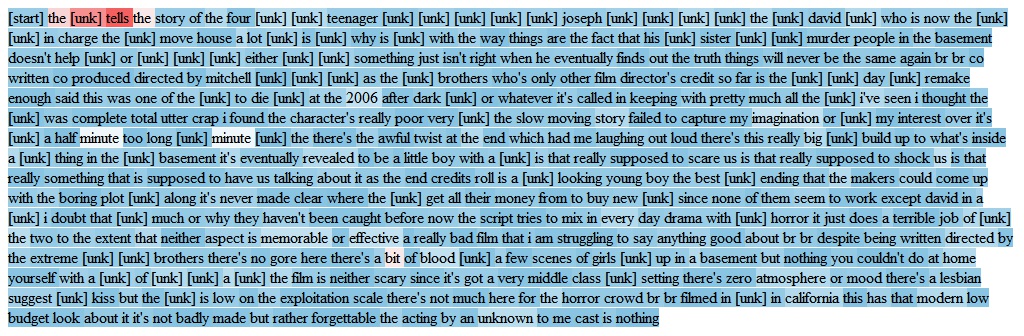 [start] the [unk] tells the story of the four [unk] [unk] teenager [unk] [unk] [unk] [unk] [unk] joseph [unk] [unk] [unk] the [unk] david [unk] who is now the [unk]
[unk] in charge the [unk] move house a lot [unk] is [unk] why is [unk] with the way things are the fact that his [unk] sister [unk] [unk] murder people in the basement
doesn't help [unk] or [unk] [unk] [unk] either [unk] [unk] something just isn't right when he eventually finds out the truth things will never be the same again br br co
written co produced directed by mitchell [unk] [unk] [unk] as the [unk] brothers who's only other film director's credit so far is the [unk] [unk] day [unk] remake
enough said this was one of the [unk] to die [unk] at the 2006 after dark [unk] or whatever it's called in keeping with pretty much all the [unk] i've seen i thought the
[unk] was complete total utter crap i found the character's really poor very [unk] the slow moving story failed to capture my imagination or [unk] my interest over it's
[unk] a half minute too long [unk] minute [unk] the there's the awful twist at the end which had me laughing out loud there's this really big [unk] build up to what's inside
a [unk] thing in the [unk] basement it's eventually revealed to be a little boy with a [unk] is that really supposed to scare us is that really supposed to shock us is that
really something that is supposed to have us talking about it as the end credits roll is a [unk] looking young boy the best [unk] ending that the makers could come up
with the boring plot [unk] along it's never made clear where the [unk] get all their money from to buy new [unk] since none of them seem to work except david in a
[unk] i doubt that [unk] much or why they haven't been caught before now the script tries to mix in every day drama with [unk] horror it just does a terrible job of [unk]
the two to the extent that neither aspect is memorable or effective a really bad film that i am struggling to say anything good about br br despite being written directed by
the extreme [unk] [unk] brothers there's no gore here there's a bit of blood [unk] a few scenes of girls [unk] up in a basement but nothing you couldn't do at home
yourself with a [unk] of [unk] [unk] a [unk] the film is neither scary since it's got a very middle class [unk] setting there's zero atmosphere or mood there's a lesbian
suggest [unk] kiss but the [unk] is low on the exploitation scale there's not much here for the horror crowd br br filmed in [unk] in california this has that modern low
budget look about it it's not badly made but rather forgettable the acting by an unknown to me cast is nothing